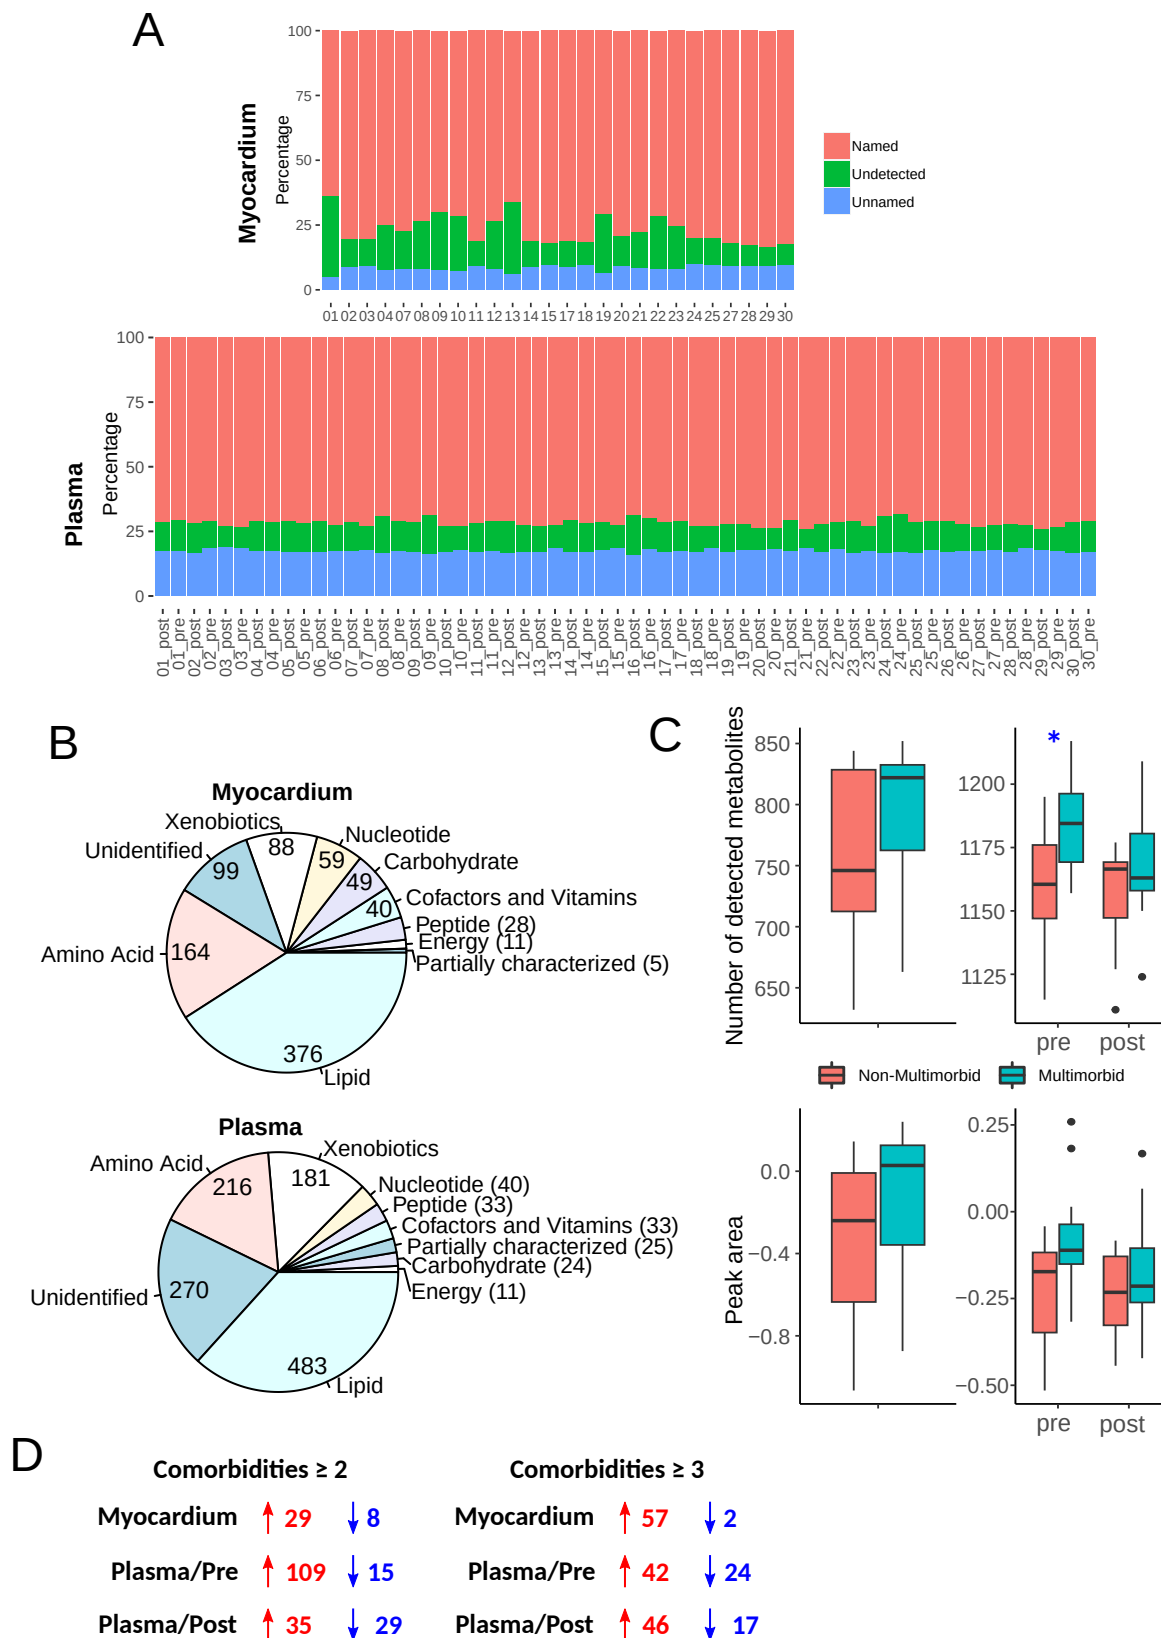 A
Myocardium
Percentage
100
75
50
25
0
01 02 03 04 07 08 09 10 11 12 13 14 15 17 18 19 20 21 22 23 24 25 27 28 29 30
Named
Undetected
Unnamed
Plasma
Percentage
100
75
50
25
0
01_post 01_pre 02_post 02_pre 03_post 03_pre 04_post 04_pre 05_post 05_pre 06_post 06_pre 07_post 07_pre 08_post 08_pre 09_post 09_pre 10_post 10_pre 11_post 11_pre 12_post 12_pre 13_post 13_pre 14_post 14_pre 15_post 15_pre 16_post 16_pre 17_post 17_pre 18_post 18_pre 19_post 19_pre 20_post 20_pre 21_post 21_pre 22_post 22_pre 23_post 23_pre 24_post 24_pre 25_post 25_pre 26_post 26_pre 27_post 27_pre 28_post 28_pre 29_post 29_pre 30_post 30_pre
B
Myocardium
Xenobiotics
88
Nucleotide
59
Unidentified
99
Carbohydrate
49
Cofactors and Vitamins
40
Peptide (28)
Energy (11)
Amino Acid
164
Partially characterized (5)
376
Lipid
Plasma
Xenobiotics
181
Amino Acid
216
Nucleotide (40)
Peptide (33)
Cofactors and Vitamins (33)
Partially characterized (25)
Carbohydrate (24)
Energy (11)
Unidentified
270
483
Lipid
C
Number of detected metabolites
850
800
750
700
650
*
1200
1175
1150
1125
pre post
Non-Multimorbid
Multimorbid
Peak area
0.0
−0.4
−0.8
0.25
0.00
−0.25
−0.50
pre post
D
Comorbidities ≥ 2
Myocardium ↑ 29 ↓ 8
Plasma/Pre ↑ 109 ↓ 15
Plasma/Post ↑ 35 ↓ 29
Comorbidities ≥ 3
Myocardium ↑ 57 ↓ 2
Plasma/Pre ↑ 42 ↓ 24
Plasma/Post ↑ 46 ↓ 17